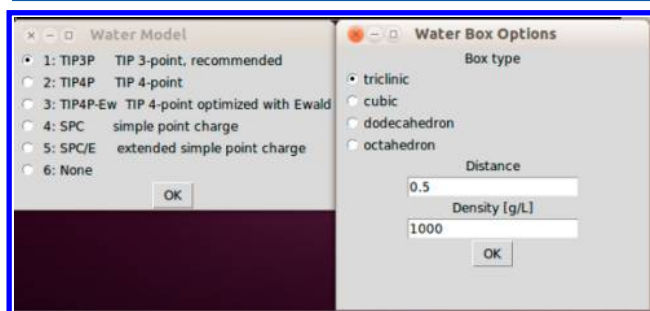 Water Model
1: TIP3P TIP 3-point, recommended
2: TIP4P TIP 4-point
3: TIP4P-Ew TIP 4-point optimized with Ewald
4: SPC simple point charge
5: SPC/E extended simple point charge
6: None
OK
Water Box Options
Box type
triclinic
cubic
dodecahedron
octahedron
Distance
0.5
Density [g/L]
1000
OK